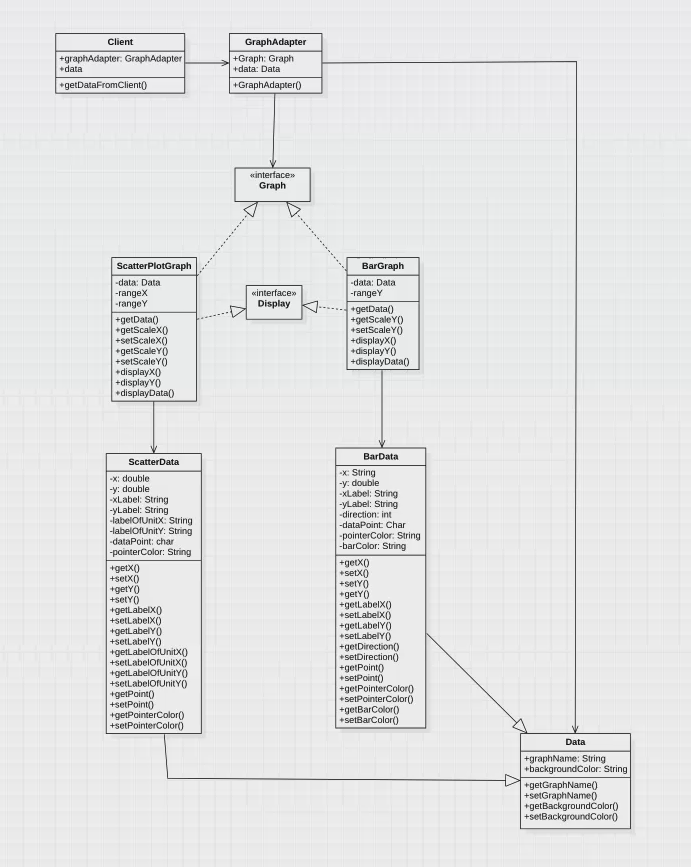 Client
+graphAdapter: GraphAdapter
+data
+getDataFromClient()
GraphAdapter
+Graph: Graph
+data: Data
+GraphAdapter()
«interface»
Graph
ScatterPlotGraph
-data: Data
-rangeX
-rangeY
+getData()
+getScaleX()
+setScaleX()
+getScaleY()
+setScaleY()
+displayX()
+displayY()
+displayData()
«interface»
Display
BarGraph
-data: Data
-rangeY
+getData()
+getScaleY()
+setScaleY()
+displayX()
+displayY()
+displayData()
ScatterData
-x: double
-y: double
-xLabel: String
-yLabel: String
-labelOfUnitX: String
-labelOfUnitY: String
-dataPoint: char
-pointerColor: String
+getX()
+setX()
+getY()
+setY()
+getLabelX()
+setLabelX()
+getLabelY()
+setLabelY()
+getLabelOfUnitX()
+setLabelOfUnitX()
+getLabelOfUnitY()
+setLabelOfUnitY()
+getPoint()
+setPoint()
+getPointerColor()
+setPointerColor()
BarData
-x: String
-y: double
-xLabel: String
-yLabel: String
-direction: int
-dataPoint: Char
-pointerColor: String
-barColor: String
+getX()
+setX()
+setY()
+getY()
+getLabelX()
+setLabelX()
+getLabelY()
+setLabelY()
+getDirection()
+setDirection()
+getPoint()
+setPoint()
+getPointerColor()
+setPointerColor()
+getBarColor()
+setBarColor()
Data
+graphName: String
+backgroundColor: String
+getGraphName()
+setGraphName()
+getBackgroundColor()
+setBackgroundColor()